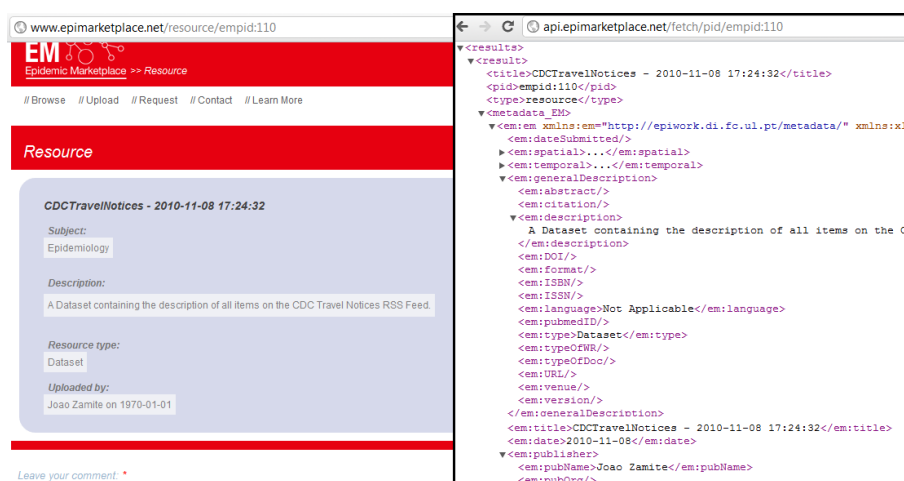 www.epimarketplace.net/resource/empid:110
EM
Epidemic Marketplace >> Resource
// Browse // Upload // Request // Contact // Learn More
Resource
CDCTravelNotices - 2010-11-08 17:24:32
Subject:
Epidemiology
Description:
A Dataset containing the description of all items on the CDC Travel Notices RSS Feed.
Resource type:
Dataset
Uploaded by:
Joao Zamite on 1970-01-01
Leave your comment: *
api.epimarketplace.net/fetch/pid/empid:110
▼<results>
▼<result>
<title>CDCTravelNotices - 2010-11-08 17:24:32</title>
<pid>empid:110</pid>
<type>resource</type>
▼<metadata_EM>
▼<em:em xmlns:em="http://epiwork.di.fc.ul.pt/metadata/" xmlns:x
<em:dateSubmitted/>
▶<em:spatial>...</em:spatial>
▶<em:temporal>...</em:temporal>
▼<em:generalDescription>
<em:abstract/>
<em:citation/>
▼<em:description>
A Dataset containing the description of all items on the
</em:description>
<em:DOI/>
<em:format/>
<em:ISBN/>
<em:ISSN/>
<em:language>Not Applicable</em:language>
<em:pubmedID/>
<em:type>Dataset</em:type>
<em:typeOfWR/>
<em:typeOfDoc/>
<em:URL/>
<em:venue/>
<em:version/>
</em:generalDescription>
<em:title>CDCTravelNotices - 2010-11-08 17:24:32</em:title>
<em:date>2010-11-08</em:date>
▼<em:publisher>
<em:pubName>Joao Zamite</em:pubName>
<em:pubOrg/>